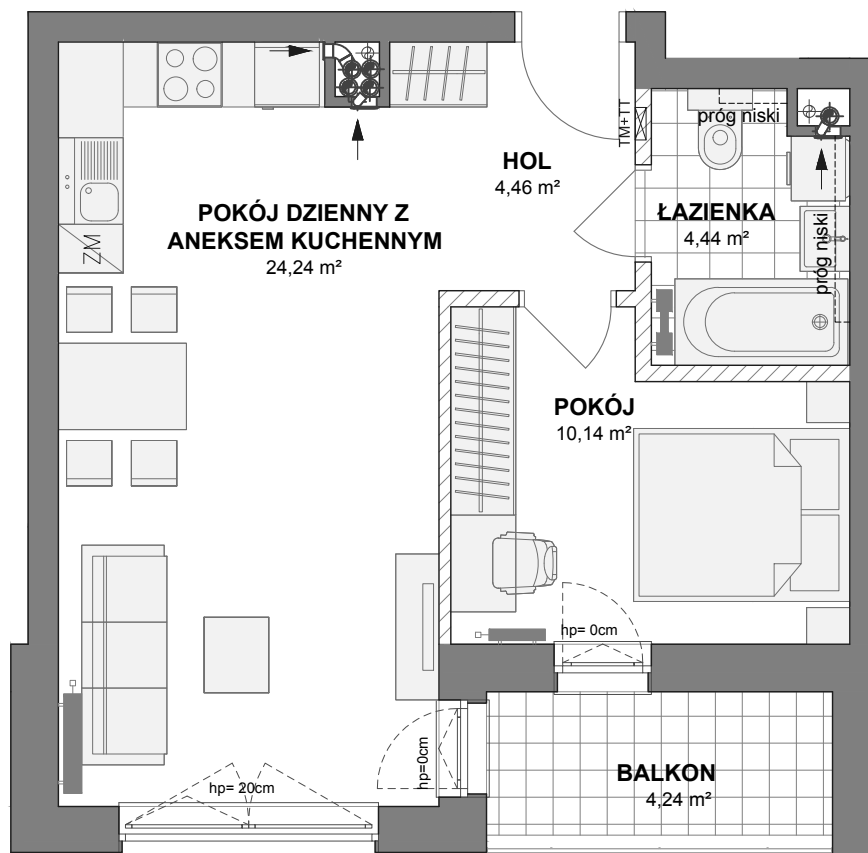 TM+TT
próg niski
HOL
4,46 m²
POKÓJ DZIENNY Z
ANEKSEM KUCHENNYM
24,24 m²
ŁAZIENKA
4,44 m²
próg niski
ZM
POKÓJ
10,14 m²
hp= 0cm
hp=0cm
hp= 20cm
BALKON
4,24 m²